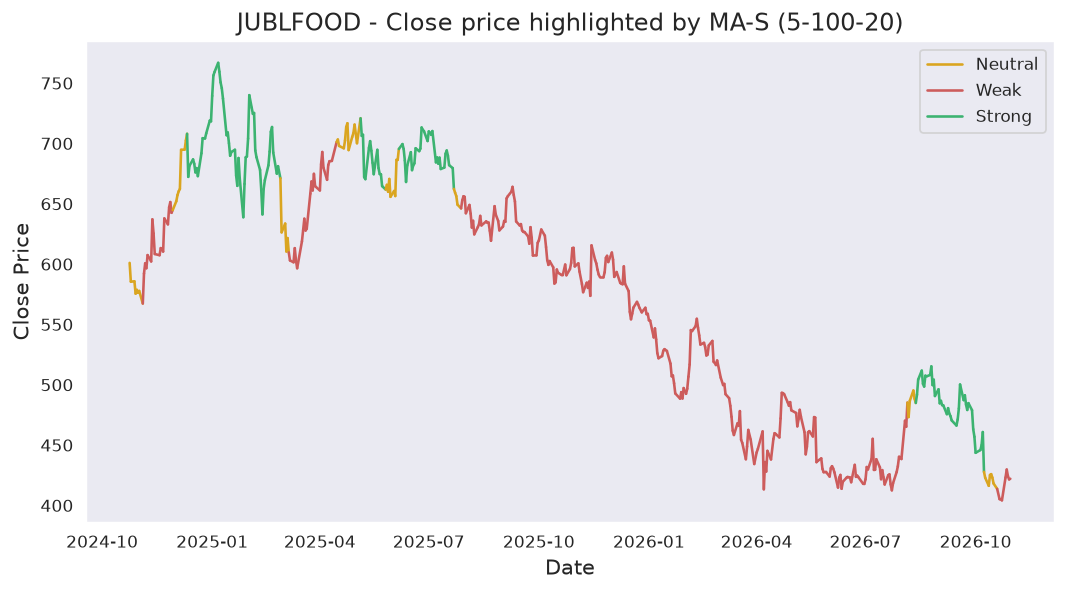 JUBLFOOD - Close price highlighted by MA-S (5-100-20)
Neutral
Weak
Strong
Close Price
750
700
650
600
550
500
450
400
2024-10 2025-01 2025-04 2025-07 2025-10 2026-01 2026-04 2026-07 2026-10
Date